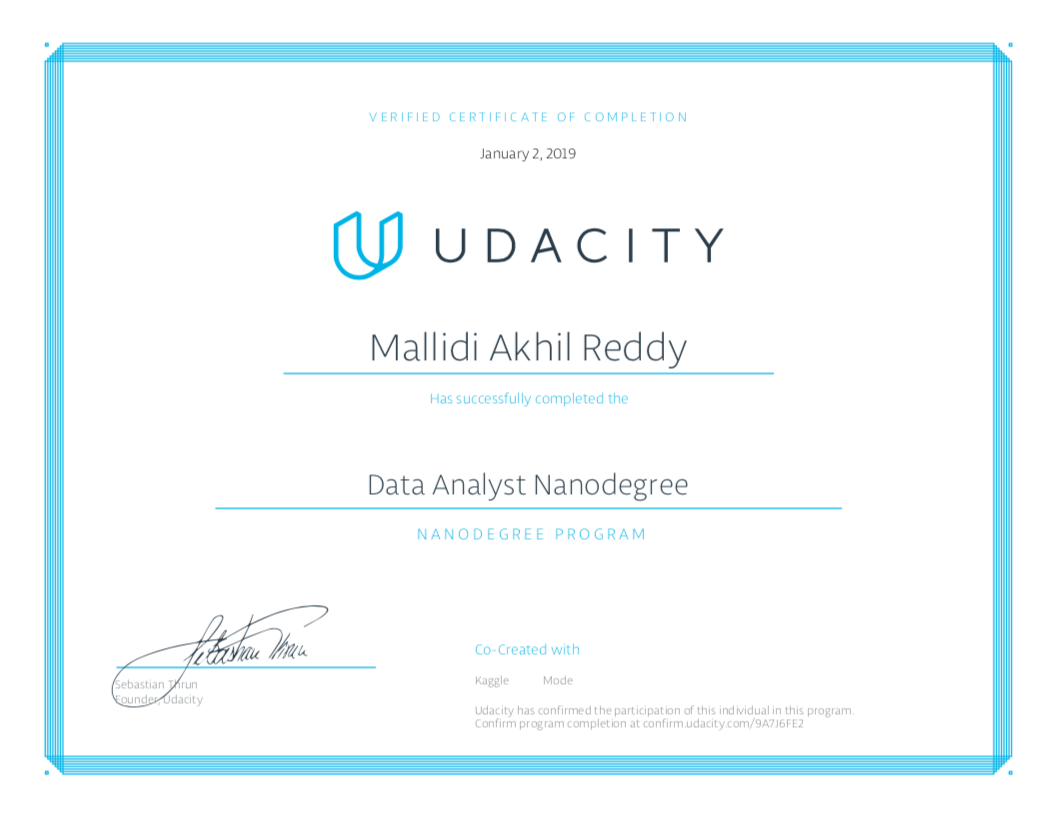 VERIFIED CERTIFICATE OF COMPLETION
January 2, 2019
UDACITY
Mallidi Akhil Reddy
Has successfully completed the
Data Analyst Nanodegree
NANODEGREE PROGRAM
Sebastian Thrun
Sebastian Thrun
Founder, Udacity
Co-Created with
Kaggle Mode
Udacity has confirmed the participation of this individual in this program.
Confirm program completion at confirm.udacity.com/9A7J6FE2